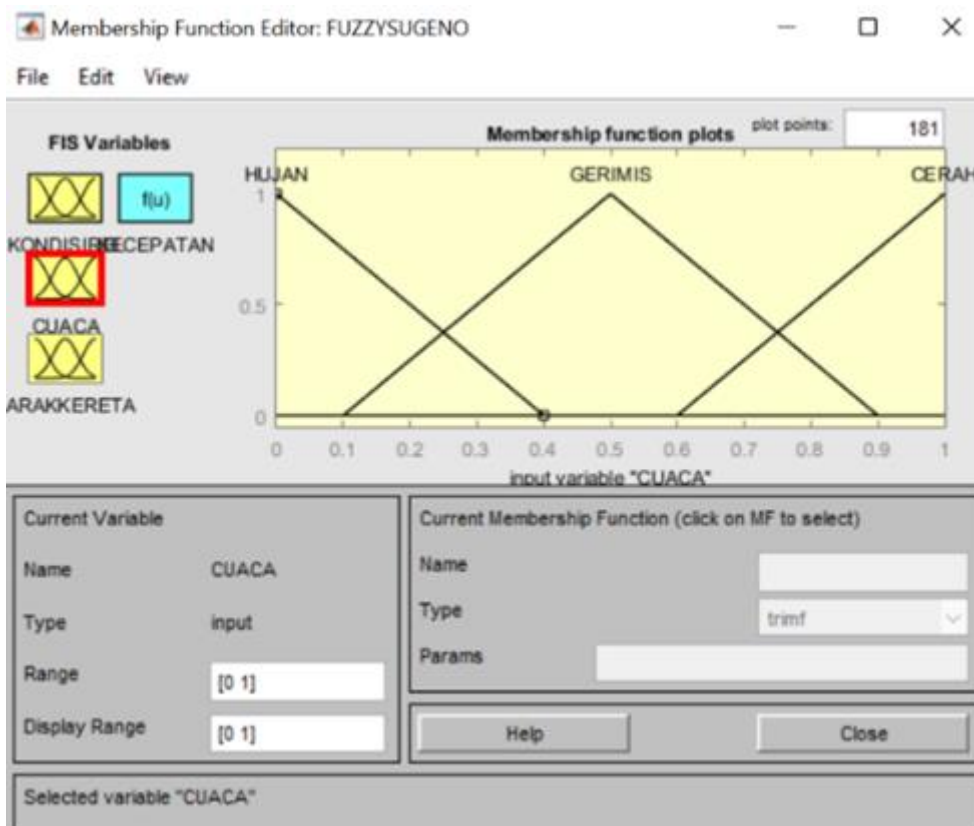 Membership Function Editor: FUZZYSUGENO
File Edit View
FIS Variables
f(u)
KECEPATAN
CUACA
ARAKKERETA
Membership function plots
plot points: 181
HUJAN GERIMIS CERAH
1
0.5
0
0 0.1 0.2 0.3 0.4 0.5 0.6 0.7 0.8 0.9 1
input variable "CUACA"
Current Variable
Name CUACA
Type input
Range [0 1]
Display Range [0 1]
Current Membership Function (click on MF to select)
Name
Type trimf
Params
Help Close
Selected variable "CUACA"